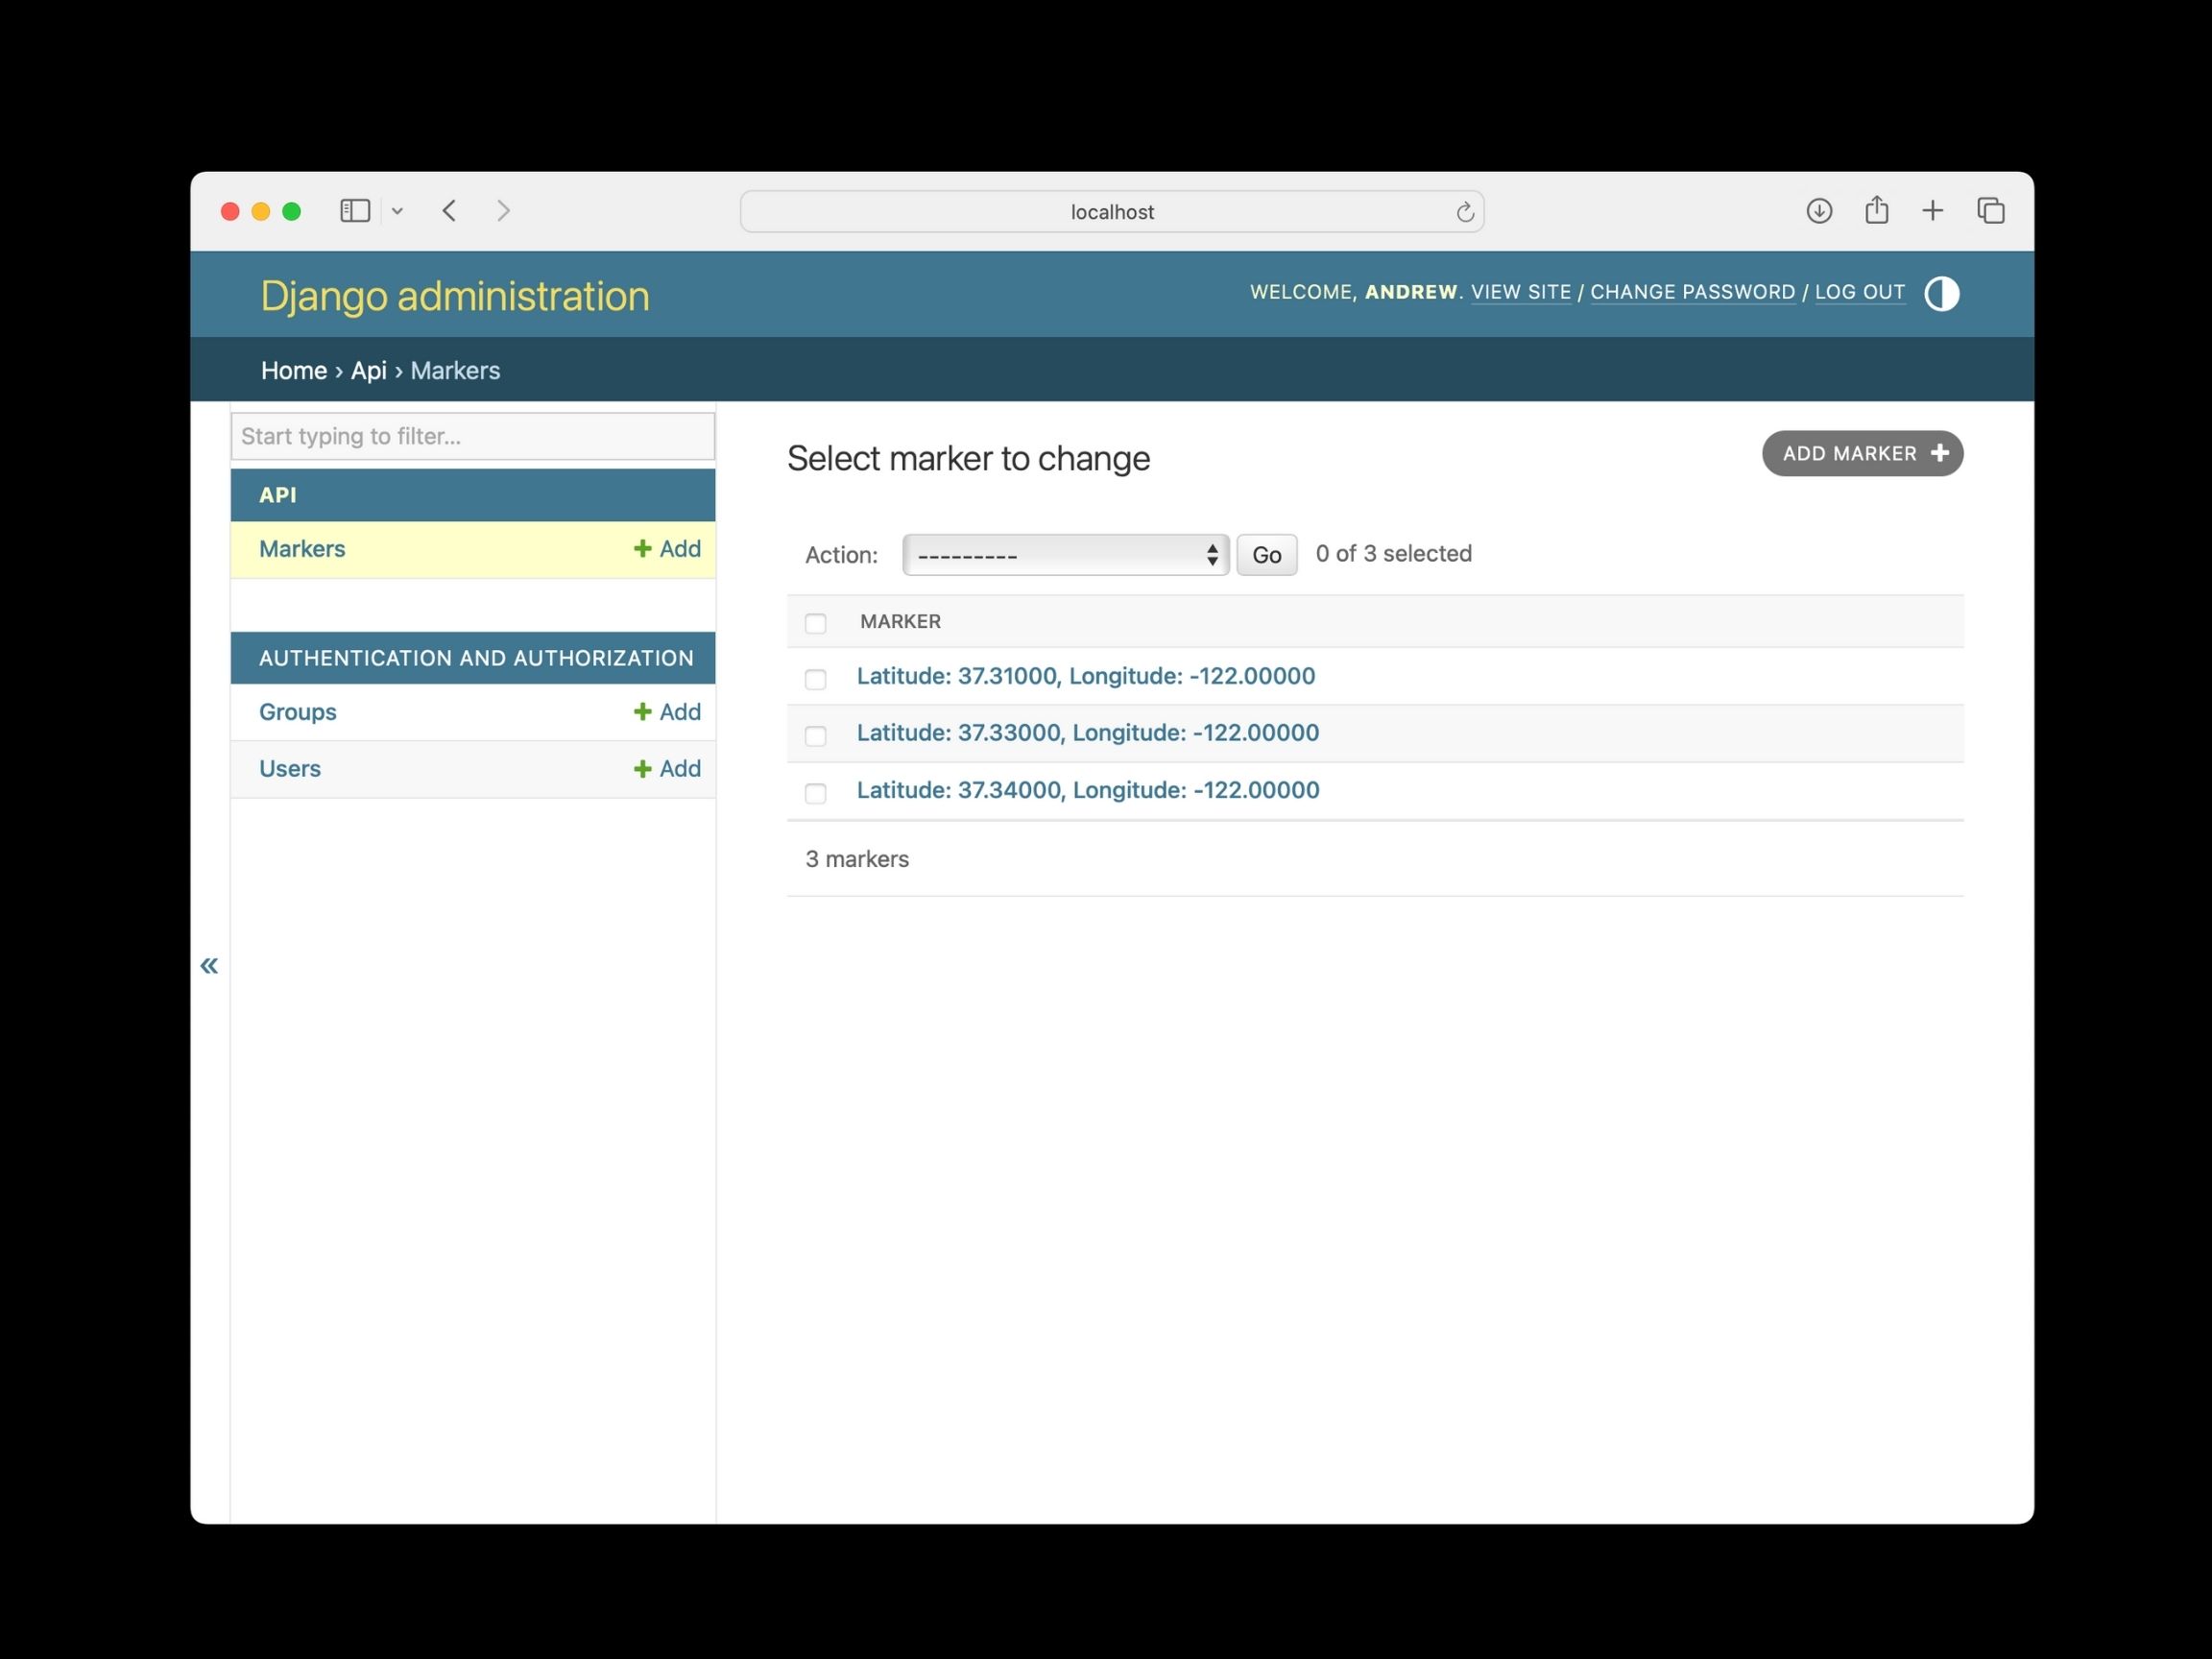 localhost
Django administration
WELCOME, ANDREW. VIEW SITE / CHANGE PASSWORD / LOG OUT
Home › Api › Markers
Start typing to filter...
API
Markers + Add
AUTHENTICATION AND AUTHORIZATION
Groups + Add
Users + Add
«
Select marker to change
ADD MARKER +
Action: --------- Go 0 of 3 selected
MARKER
Latitude: 37.31000, Longitude: -122.00000
Latitude: 37.33000, Longitude: -122.00000
Latitude: 37.34000, Longitude: -122.00000
3 markers